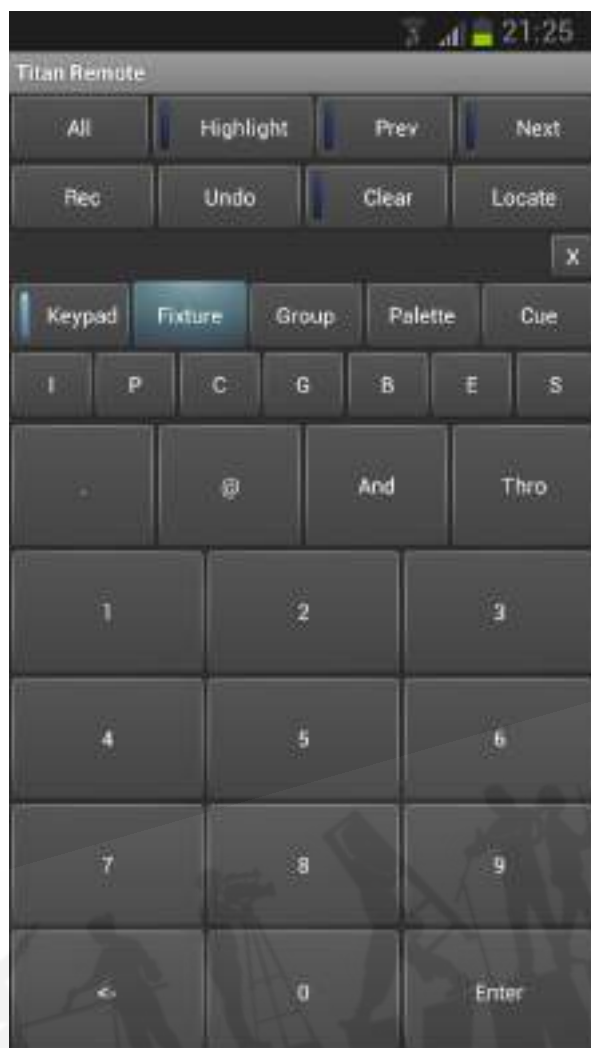 21:25
Titan Remote
All Highlight Prev Next
Rec Undo Clear Locate
X
Keypad Fixture Group Palette Cue
I P C G B E S
. @ And Thro
1 2 3
4 5 6
7 8 9
<- 0 Enter